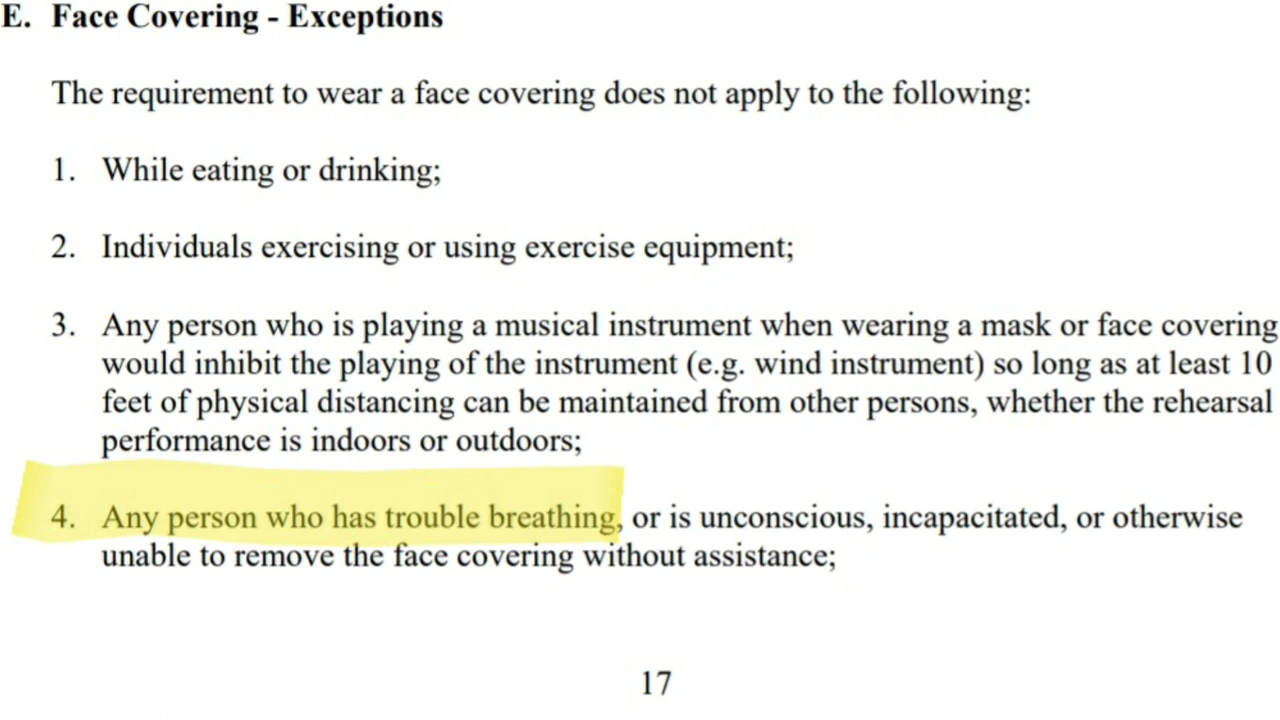 E. Face Covering - Exceptions
The requirement to wear a face covering does not apply to the following:
1. While eating or drinking;
2. Individuals exercising or using exercise equipment;
3. Any person who is playing a musical instrument when wearing a mask or face covering
would inhibit the playing of the instrument (e.g. wind instrument) so long as at least 10
feet of physical distancing can be maintained from other persons, whether the rehearsal
performance is indoors or outdoors;
4. Any person who has trouble breathing, or is unconscious, incapacitated, or otherwise
unable to remove the face covering without assistance;
17